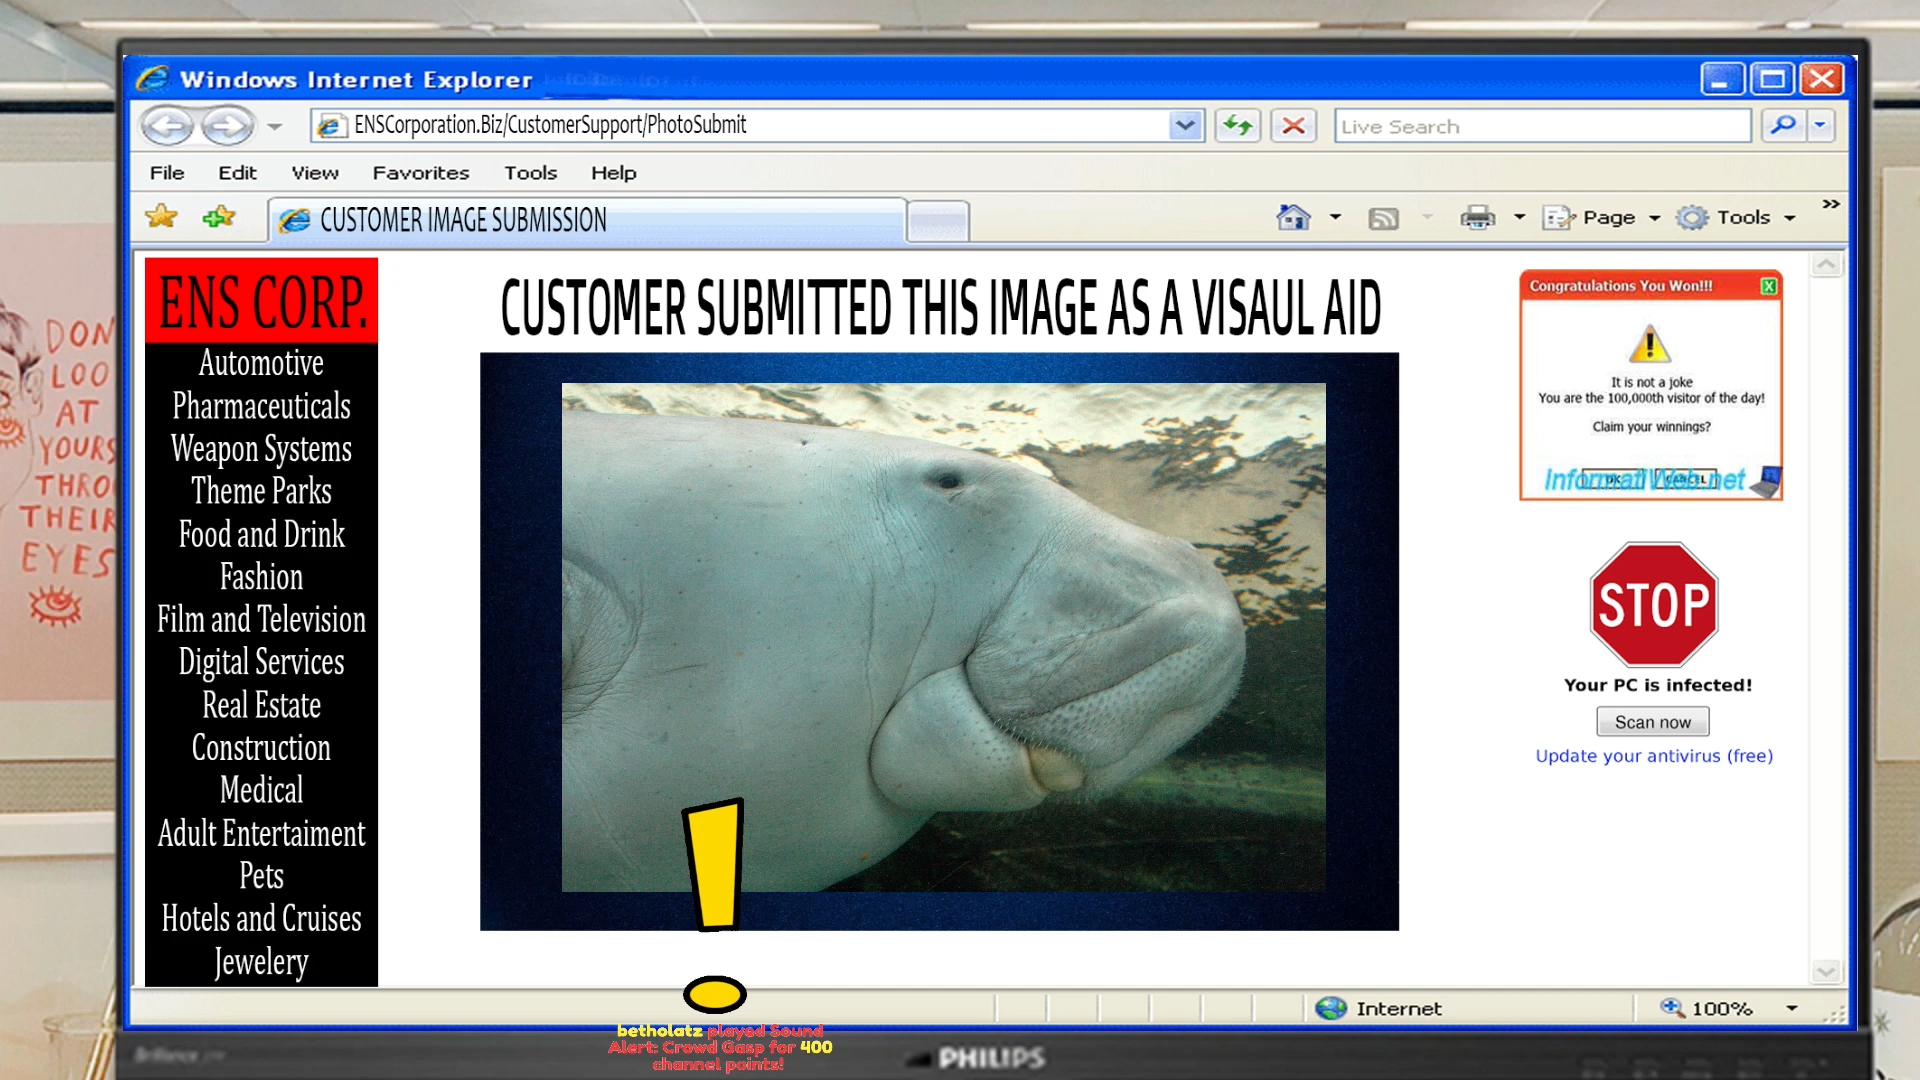 Windows Internet Explorer
ENSCorporation.Biz/CustomerSupport/PhotoSubmit
Live Search
File Edit View Favorites Tools Help
CUSTOMER IMAGE SUBMISSION
Page Tools
ENS CORP.
Automotive
Pharmaceuticals
Weapon Systems
Theme Parks
Food and Drink
Fashion
Film and Television
Digital Services
Real Estate
Construction
Medical
Adult Entertaiment
Pets
Hotels and Cruises
Jewelery
CUSTOMER SUBMITTED THIS IMAGE AS A VISAUL AID
Congratulations You Won!!!
It is not a joke
You are the 100,000th visitor of the day!
Claim your winnings?
InformatiWeb.net
STOP
Your PC is infected!
Scan now
Update your antivirus (free)
Internet
100%
!
betholatz played Sound
Alert: Crowd Gasp for 400
channel points!
PHILIPS
DON
LOO
AT
YOURS
THRO
THEIR
EYES